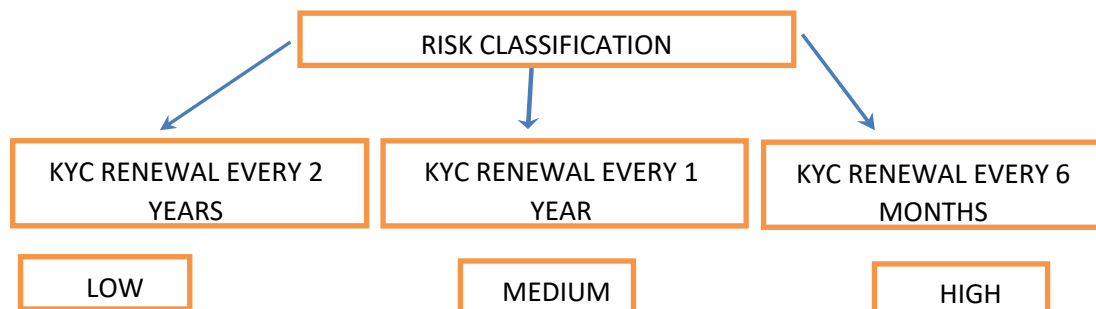 RISK CLASSIFICATION
KYC RENEWAL EVERY 2
YEARS
KYC RENEWAL EVERY 1
YEAR
KYC RENEWAL EVERY 6
MONTHS
LOW
MEDIUM
HIGH